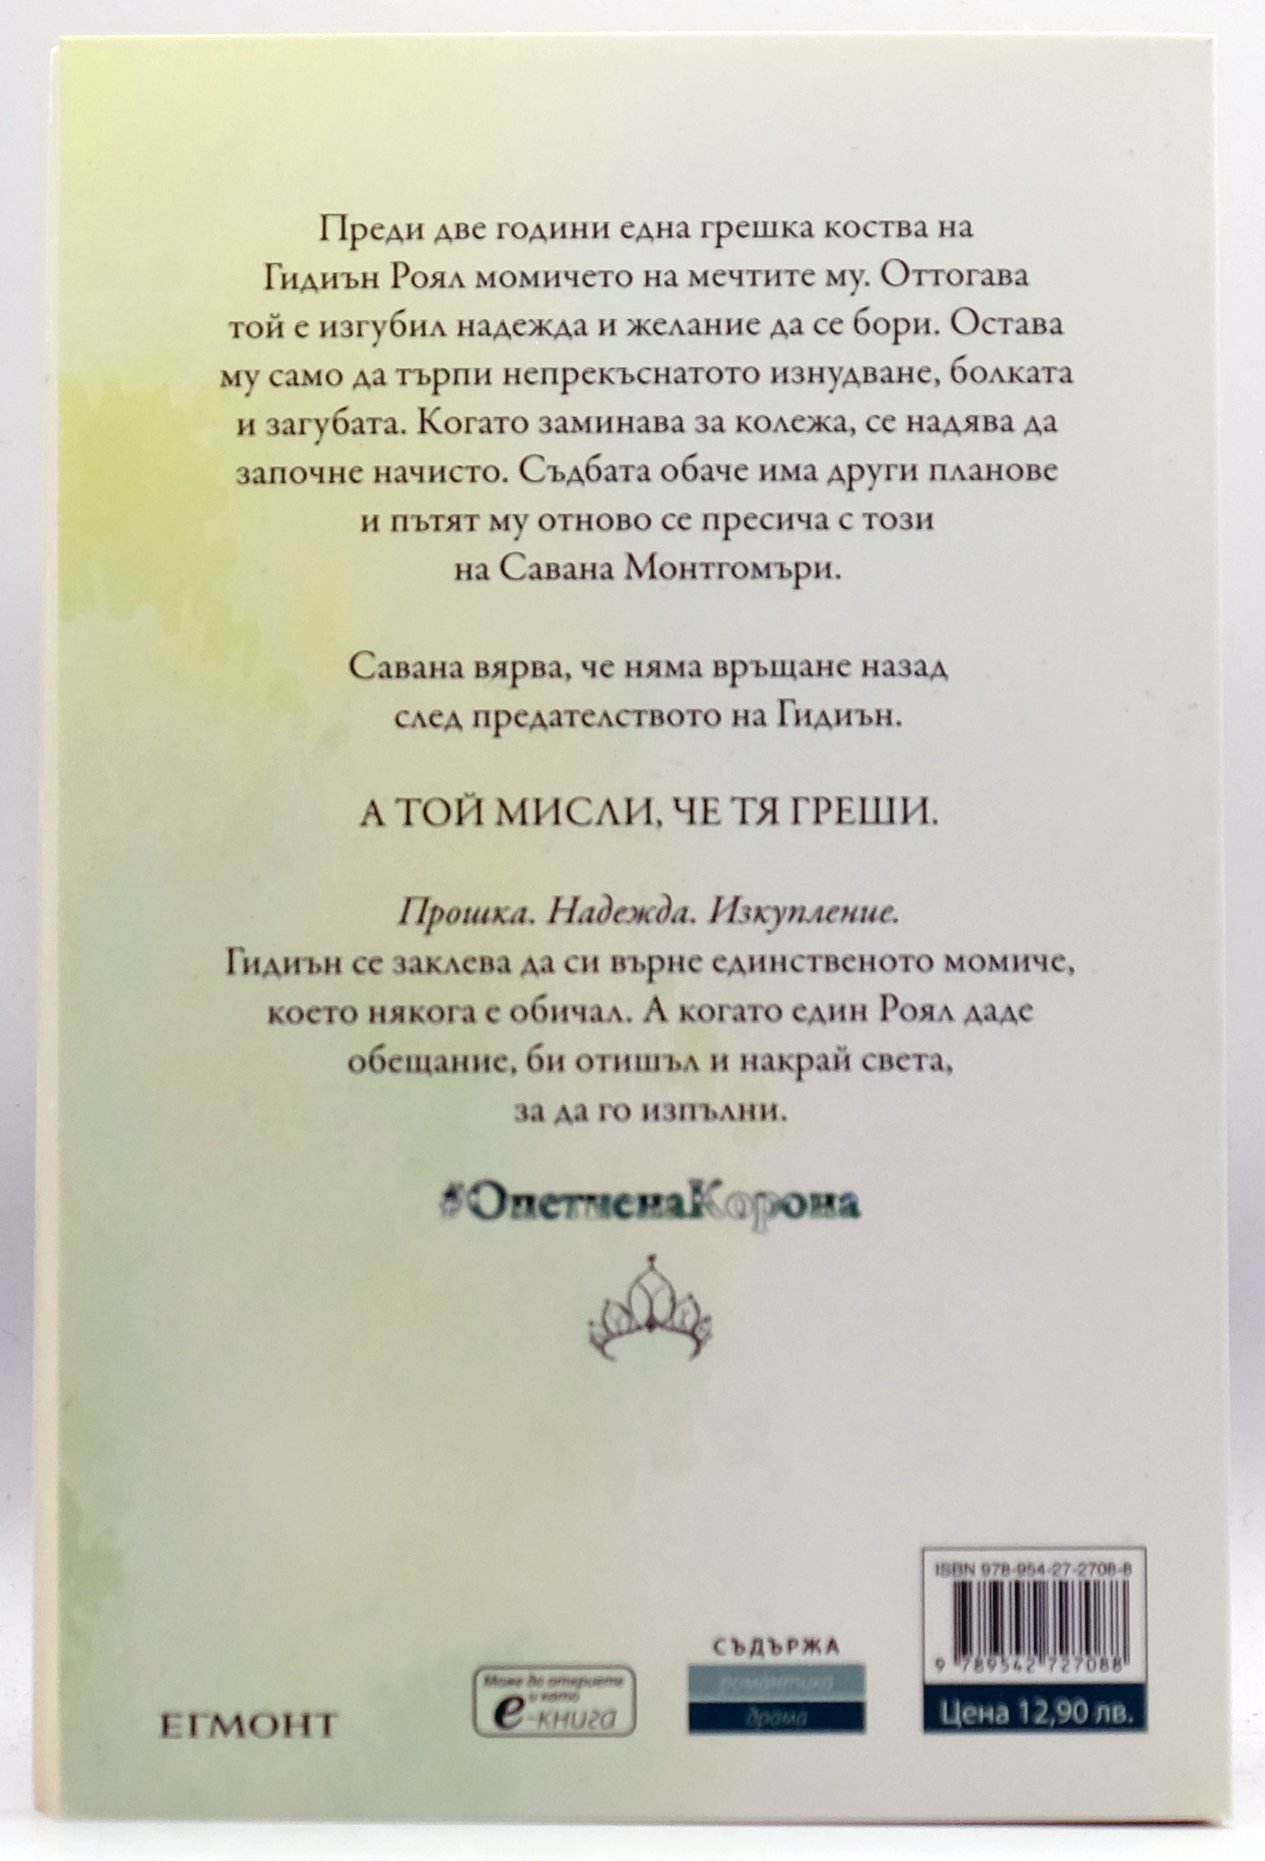 Преди две години една грешка коства на
Гидиън Роял момичето на мечтите му. Оттогава
той е изгубил надежда и желание да се бори. Остава
му само да търпи непрекъснатото изнудване, болката
и загубата. Когато заминава за колежа, се надява да
започне начисто. Съдбата обаче има други планове
и пътят му отново се пресича с този
на Савана Монтгомъри.
Савана вярва, че няма връщане назад
след предателството на Гидиън.
А ТОЙ МИСЛИ, ЧЕ ТЯ ГРЕШИ.
Прошка. Надежда. Изкупление.
Гидиън се заклева да си върне единственото момиче,
което някога е обичал. А когато един Роял даде
обещание, би отишъл и накрай света,
за да го изпълни.
#ОпетненаКорона
ISBN 978-954-27-2708-8
9 789542 727088
Цена 12,90 лв.
СЪДЪРЖА
романтика
драма
Може да откриете
и като
е-книга
ЕГМОНТ